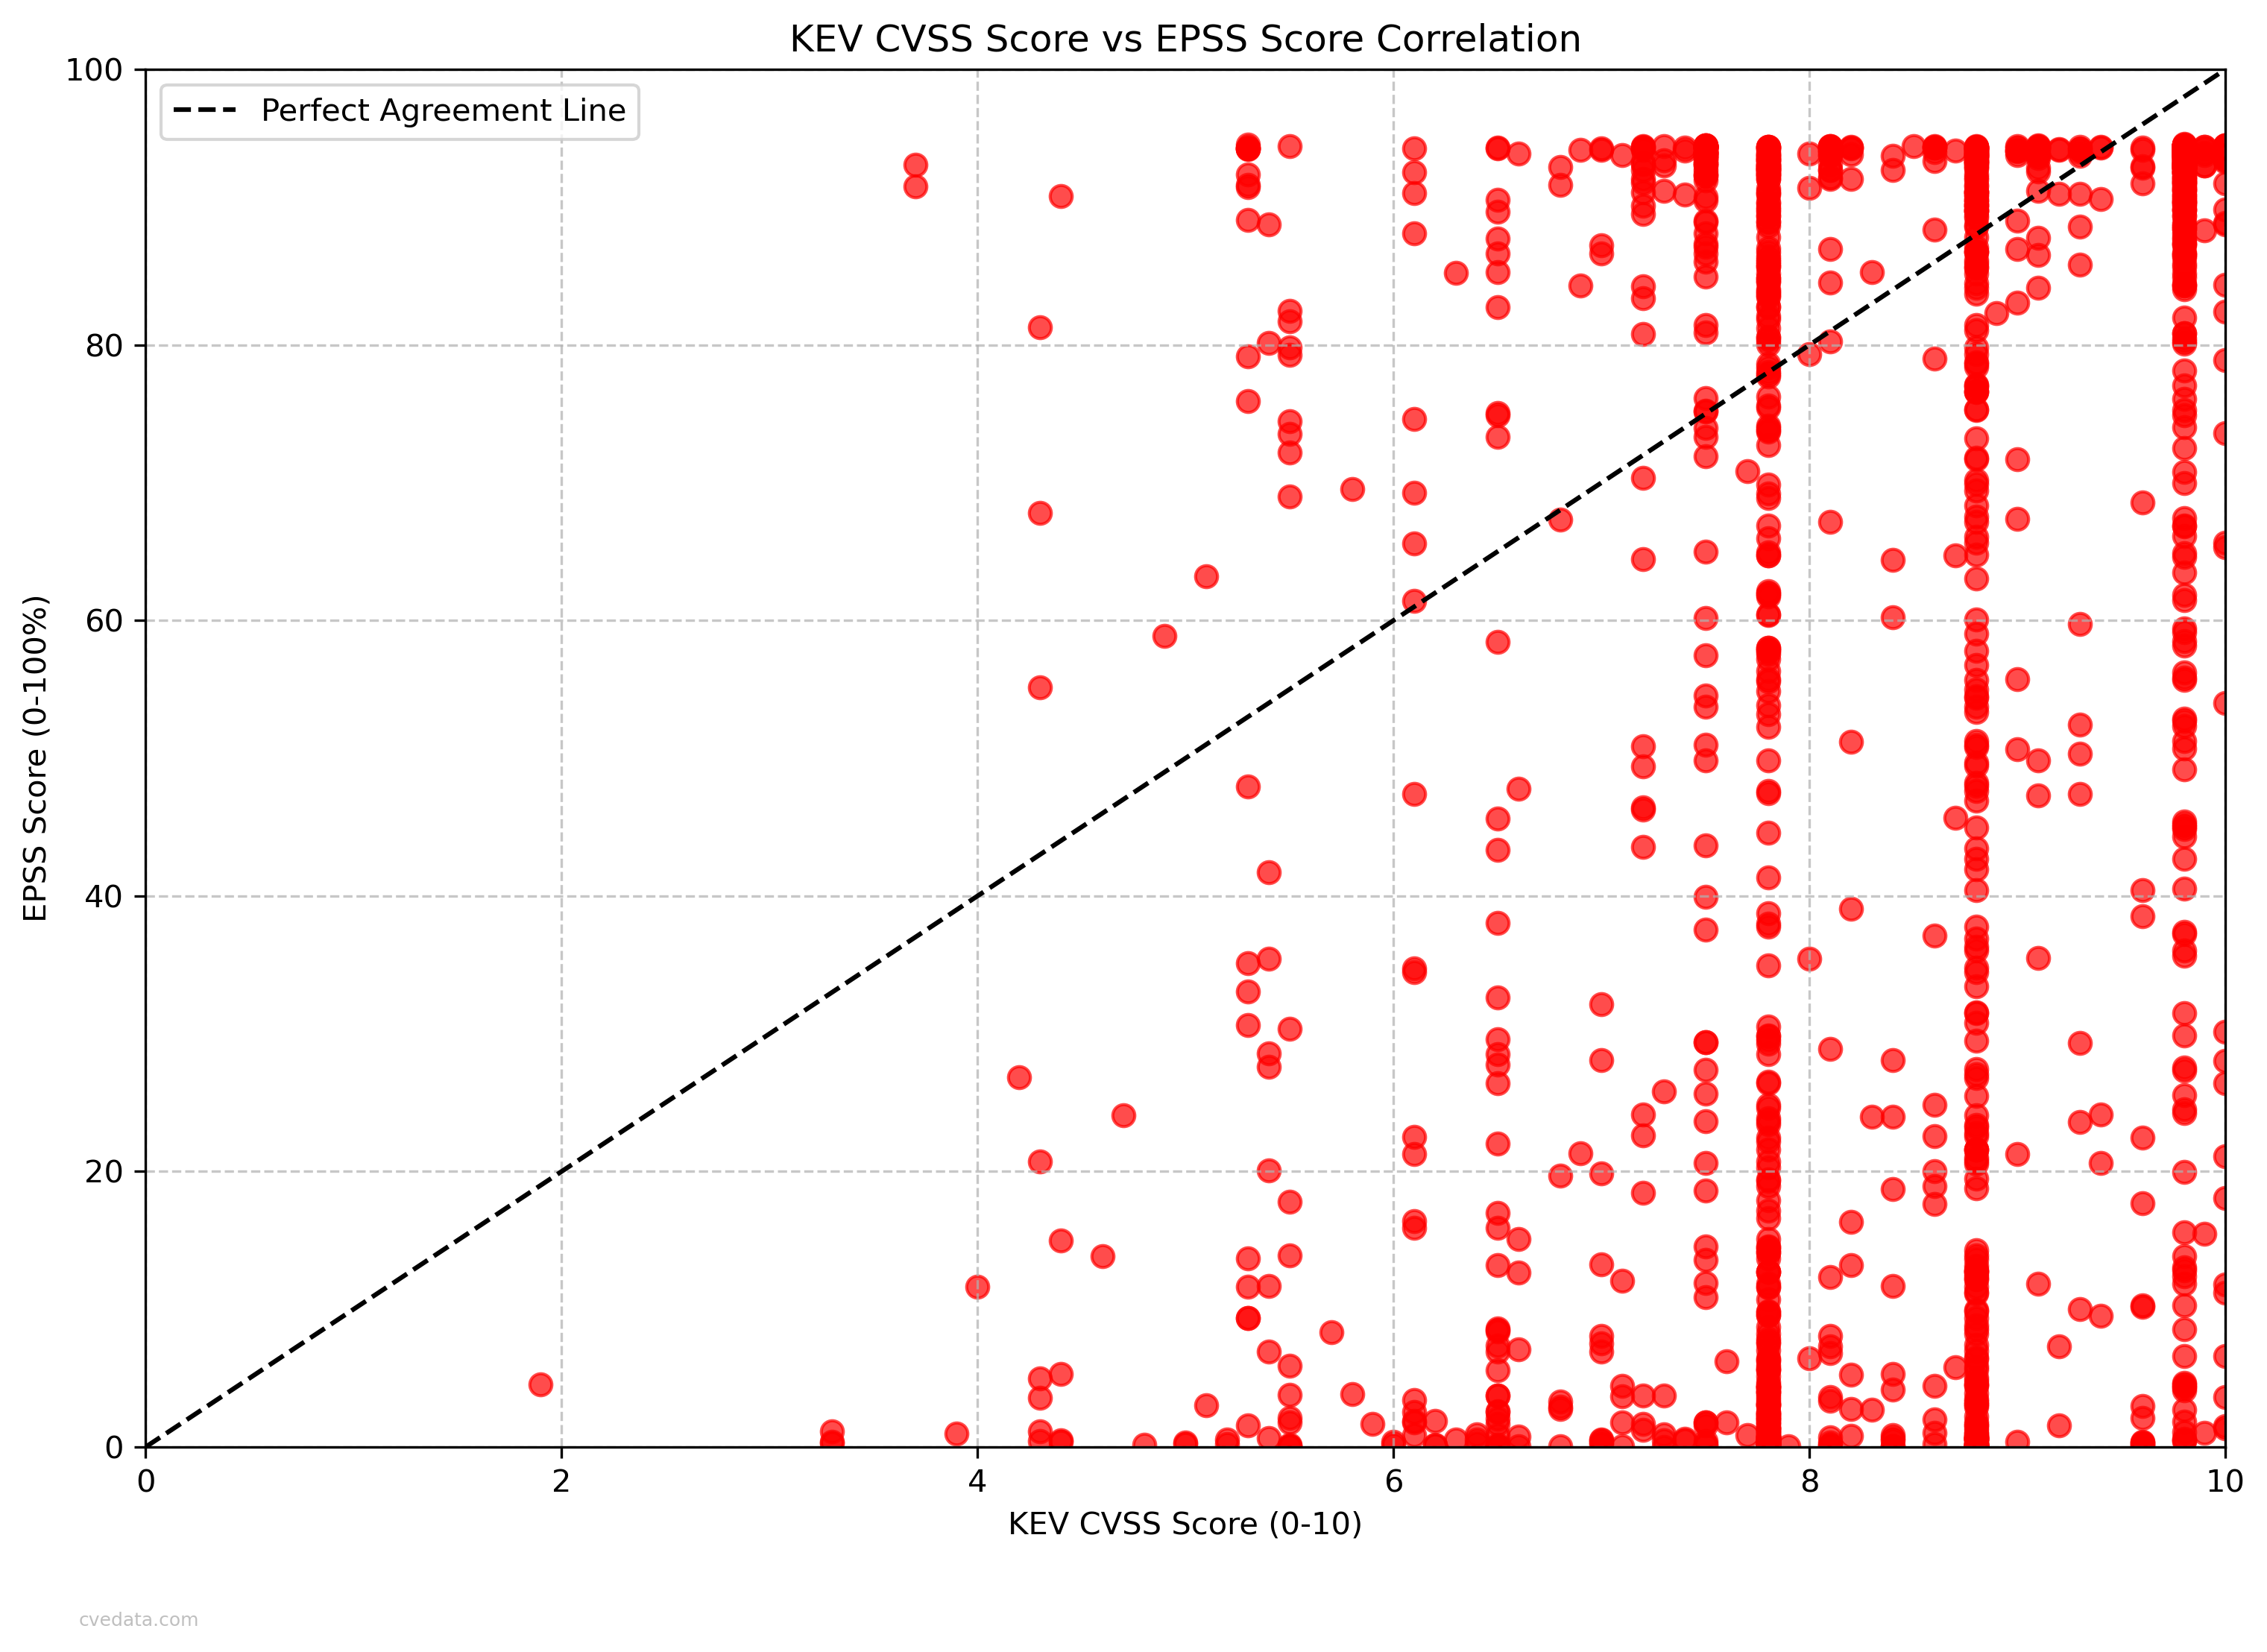 KEV CVSS Score vs EPSS Score Correlation
Perfect Agreement Line
EPSS Score (0-100%)
100
80
60
40
20
0
0 2 4 6 8 10
KEV CVSS Score (0-10)
cvedata.com